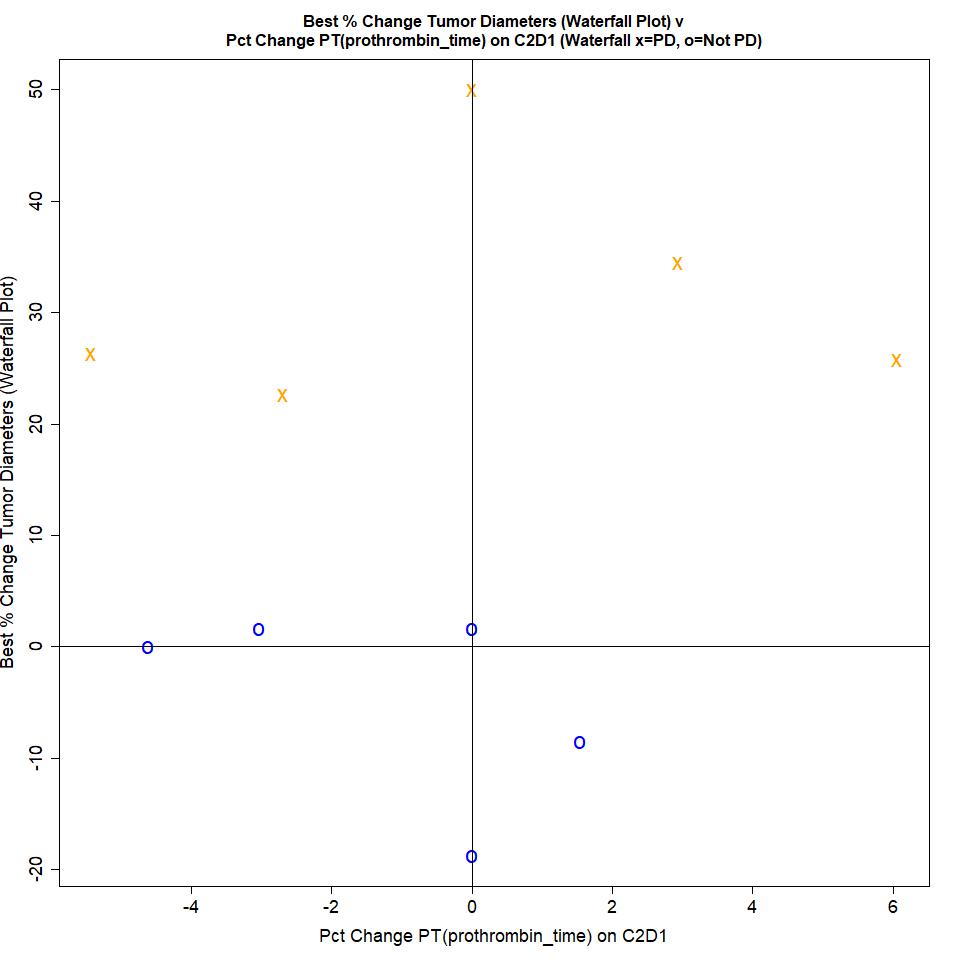 Best % Change Tumor Diameters (Waterfall Plot) v
Pct Change PT(prothrombin_time) on C2D1 (Waterfall x=PD, o=Not PD)
Best % Change Tumor Diameters (Waterfall Plot)
50
40
30
20
10
0
-10
-20
X
X
X
X
X
O
O
O
O
O
-4
-2
0
2
4
6
Pct Change PT(prothrombin_time) on C2D1